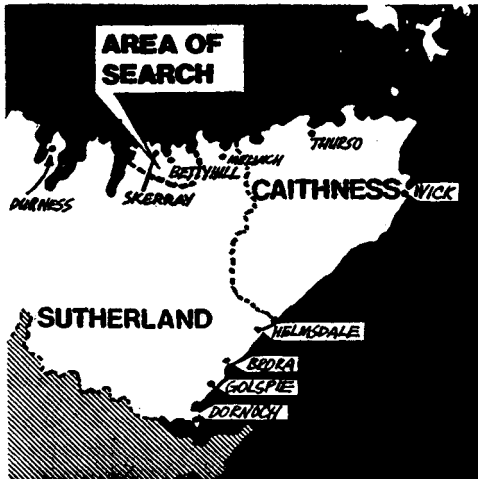 AREA OF
SEARCH
THURSO
MELVICH
BETTYHILL
CAITHNESS
WICK
DURNESS
SKERRAY
SUTHERLAND
HELMSDALE
BRORA
GOLSPIE
DORNOCH